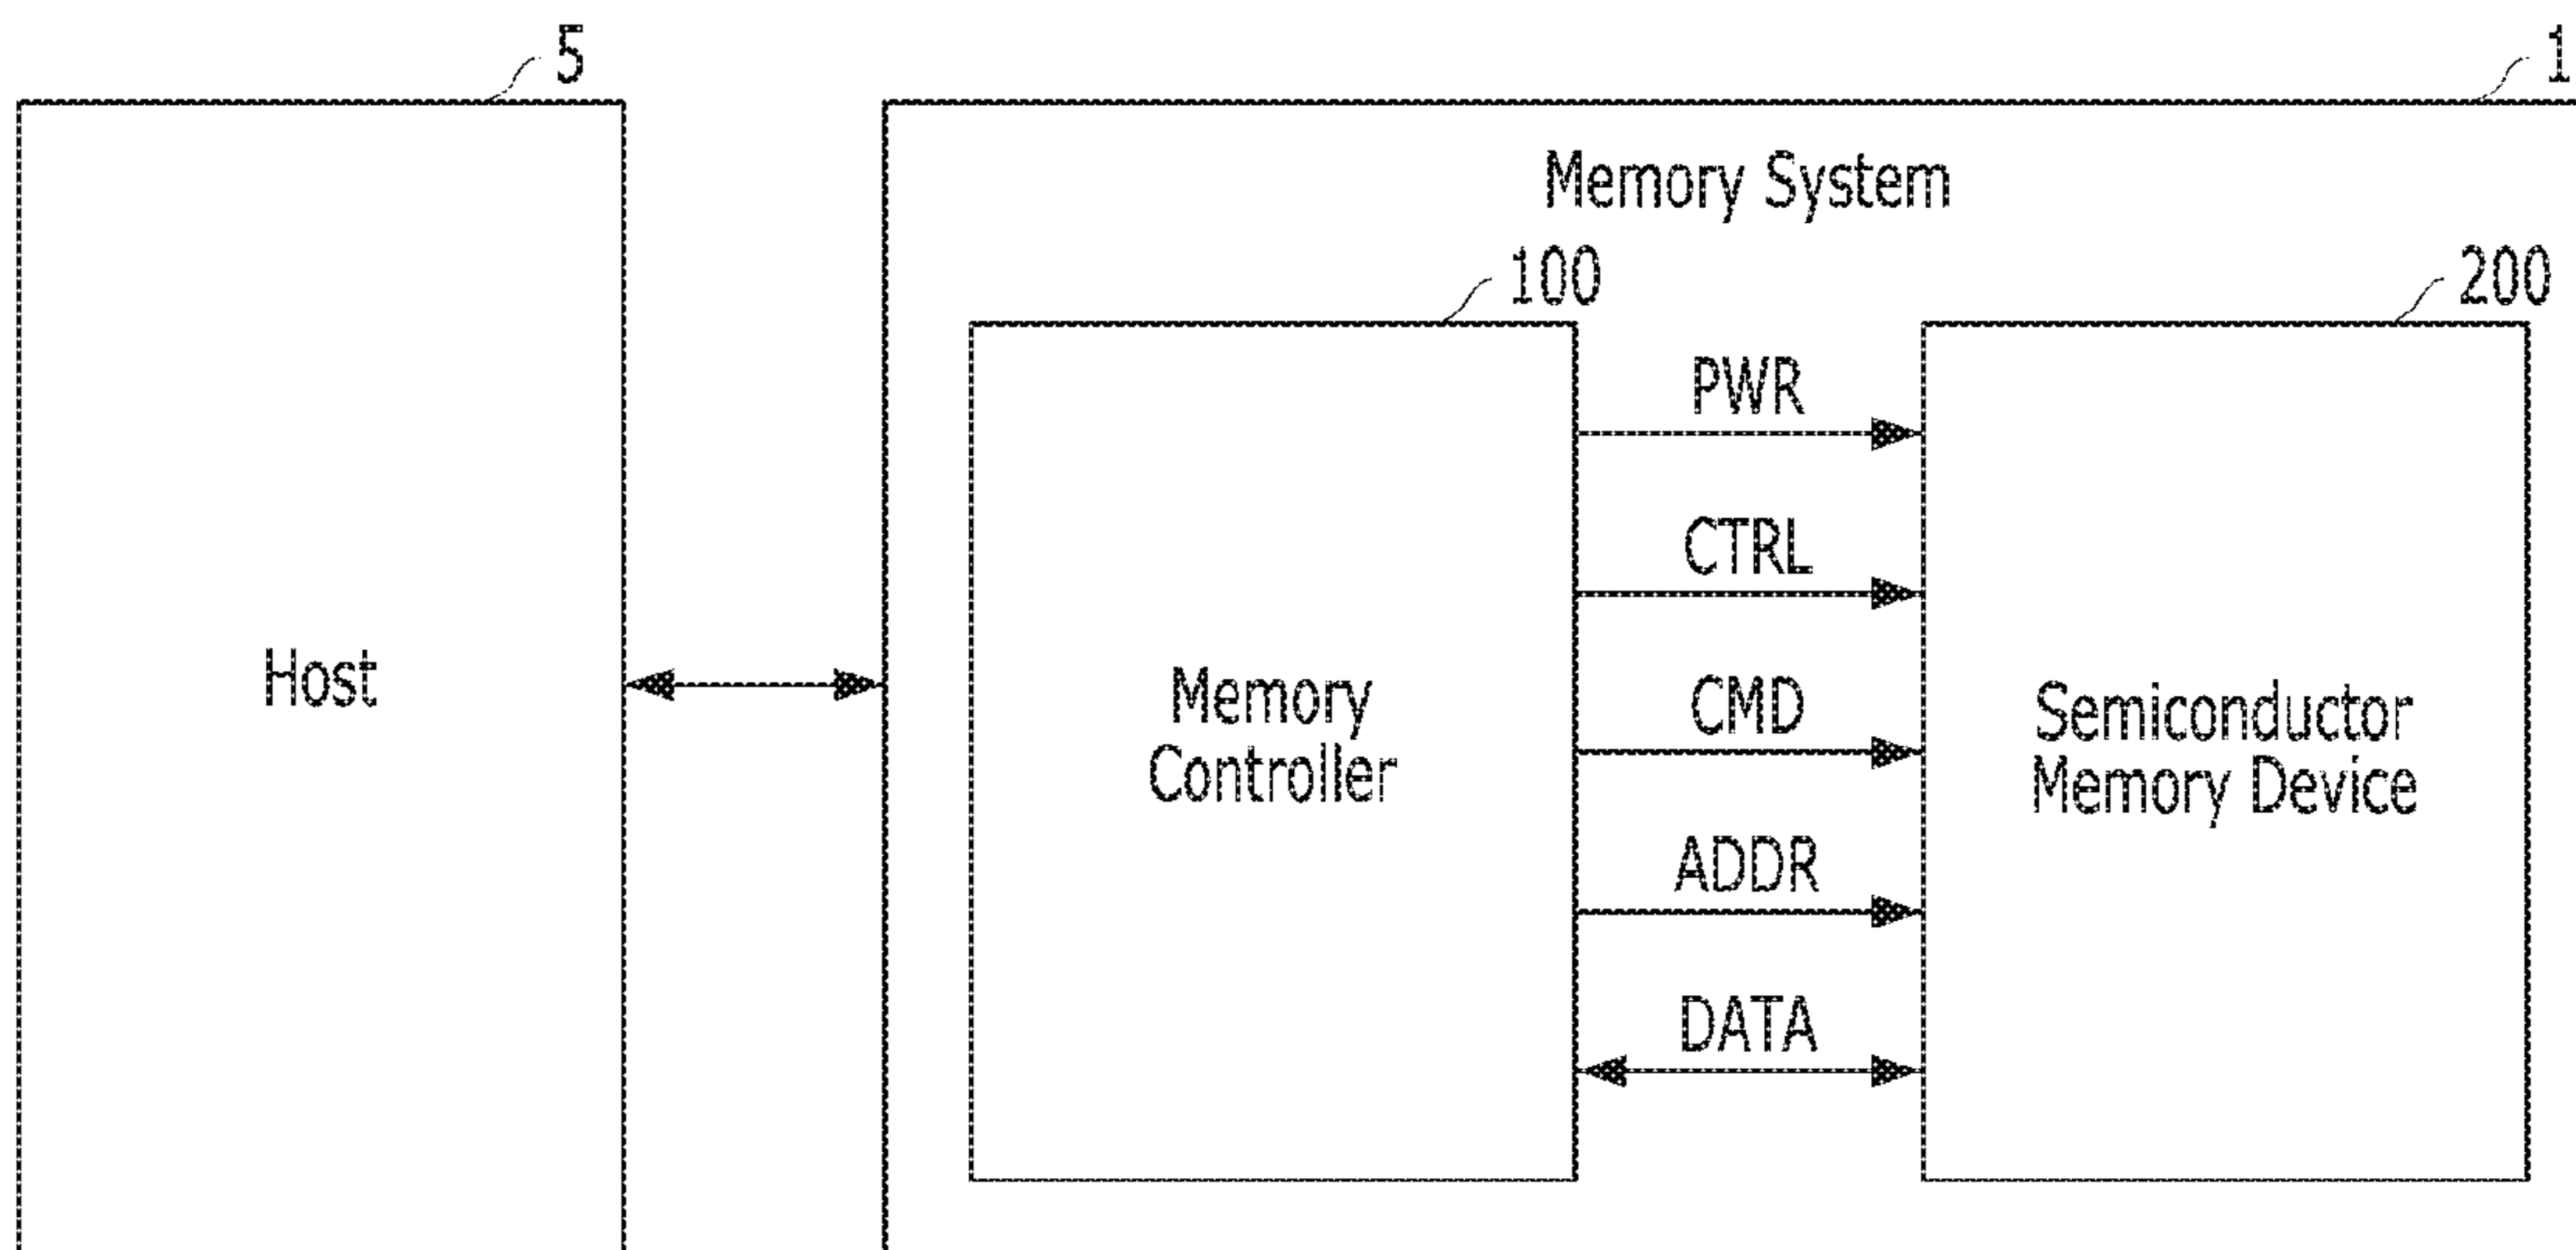 5
1
Memory System
100
200
PWR
CTRL
Host
Memory
Controller
CMD
Semiconductor
Memory Device
ADDR
DATA